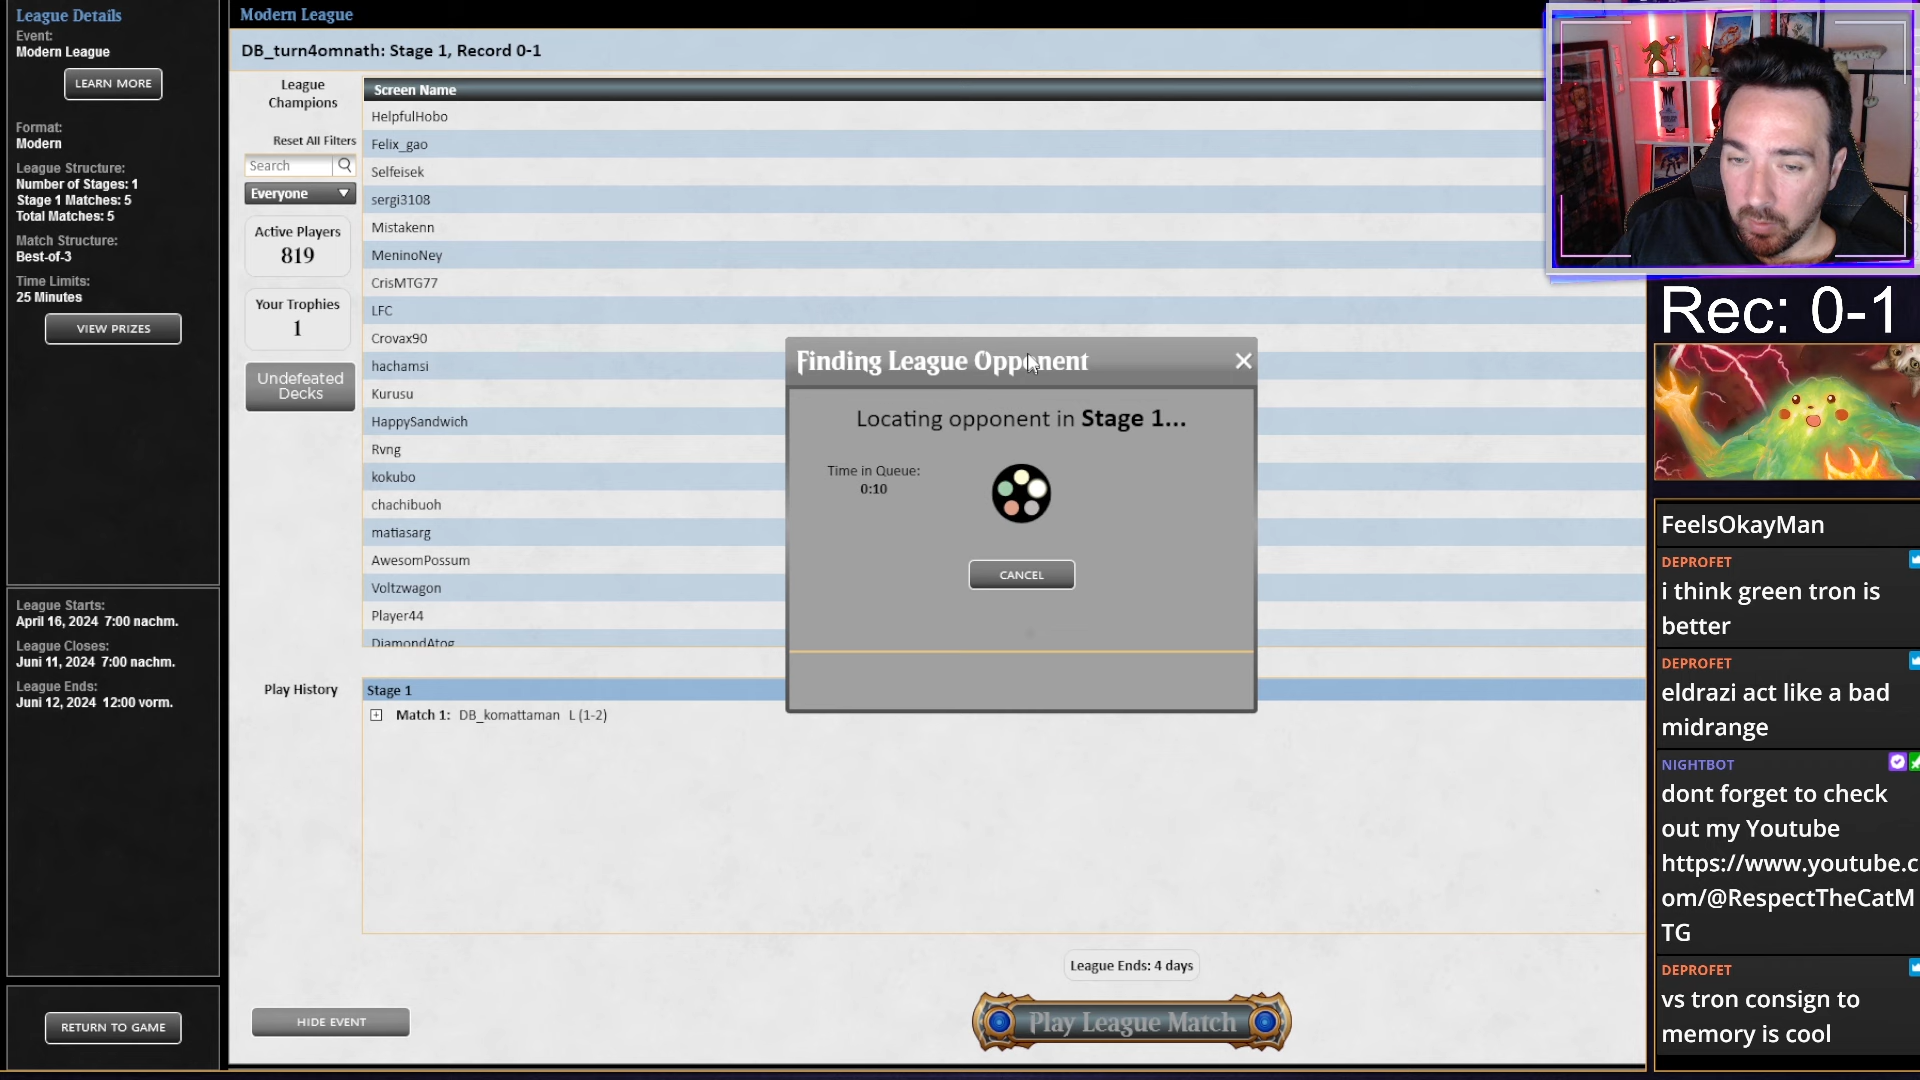 League Details
Event:
Modern League
LEARN MORE
Format:
Modern
League Structure:
Number of Stages: 1
Stage 1 Matches: 5
Total Matches: 5
Match Structure:
Best-of-3
Time Limits:
25 Minutes
VIEW PRIZES
League Starts:
April 16, 2024 7:00 nachm.
League Closes:
Juni 11, 2024 7:00 nachm.
League Ends:
Juni 12, 2024 12:00 vorm.
RETURN TO GAME
Modern League
DB_turn4omnath: Stage 1, Record 0-1
League
Champions
Reset All Filters
Search
Everyone
Active Players
819
Your Trophies
1
Undefeated
Decks
Screen Name
HelpfulHobo
Felix_gao
Selfeisek
sergi3108
Mistakenn
MeninoNey
CrisMTG77
LFC
Crovax90
hachamsi
Kurusu
HappySandwich
Rvng
kokubo
chachibuoh
matiasarg
AwesomPossum
Voltzwagon
Player44
DiamondAtog
Play History
Stage 1
Match 1: DB_komattaman L (1-2)
Finding League Opponent
Locating opponent in Stage 1...
Time in Queue:
0:10
CANCEL
League Ends: 4 days
HIDE EVENT
Play League Match
Rec: 0-1
FeelsOkayMan
DEPROFET
i think green tron is
better
DEPROFET
eldrazi act like a bad
midrange
NIGHTBOT
dont forget to check
out my Youtube
https://www.youtube.c
om/@RespectTheCatM
TG
DEPROFET
vs tron consign to
memory is cool